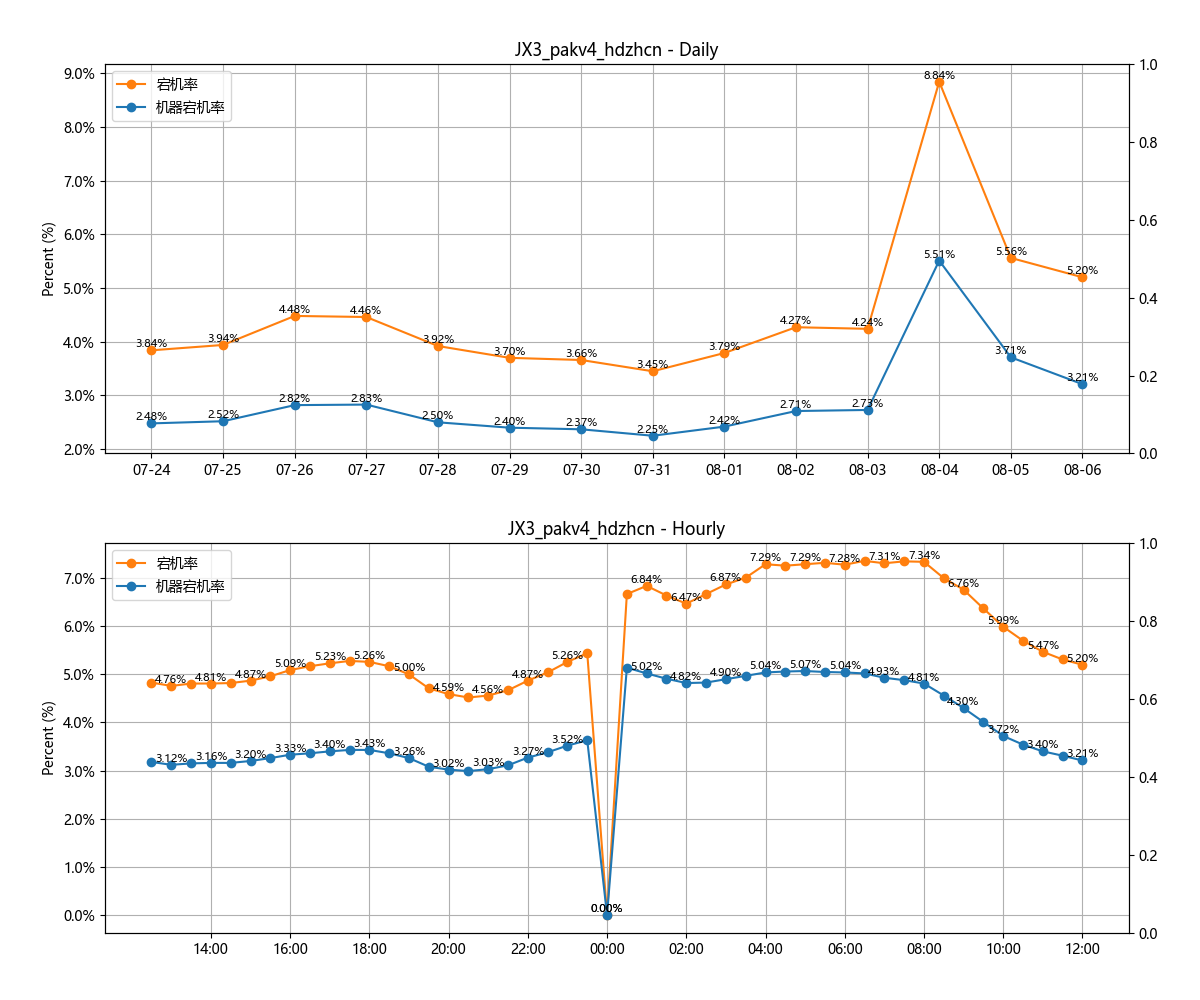 JX3_pakv4_hdzhcn - Daily
宕机率
机器宕机率
Percent (%)
9.0%
8.0%
7.0%
6.0%
5.0%
4.0%
3.0%
2.0%
1.0
0.8
0.6
0.4
0.2
0.0
3.84% 3.94% 4.48% 4.46% 3.92% 3.70% 3.66% 3.45% 3.79% 4.27% 4.24% 8.84% 5.56% 5.20%
2.48% 2.52% 2.82% 2.83% 2.50% 2.40% 2.37% 2.25% 2.42% 2.71% 2.73% 5.51% 3.71% 3.21%
07-24 07-25 07-26 07-27 07-28 07-29 07-30 07-31 08-01 08-02 08-03 08-04 08-05 08-06
JX3_pakv4_hdzhcn - Hourly
宕机率
机器宕机率
Percent (%)
7.0%
6.0%
5.0%
4.0%
3.0%
2.0%
1.0%
0.0%
1.0
0.8
0.6
0.4
0.2
0.0
4.76% 4.81% 4.87% 5.09% 5.23% 5.26% 5.00% 4.59% 4.56% 4.87% 5.26% 0.00% 6.84% 6.47% 6.87% 7.29% 7.29% 7.28% 7.31% 7.34% 6.76% 5.99% 5.47% 5.20%
3.12% 3.16% 3.20% 3.33% 3.40% 3.43% 3.26% 3.02% 3.03% 3.27% 3.52% 0.00% 5.02% 4.82% 4.90% 5.04% 5.07% 5.04% 4.93% 4.81% 4.30% 3.72% 3.40% 3.21%
14:00 16:00 18:00 20:00 22:00 00:00 02:00 04:00 06:00 08:00 10:00 12:00